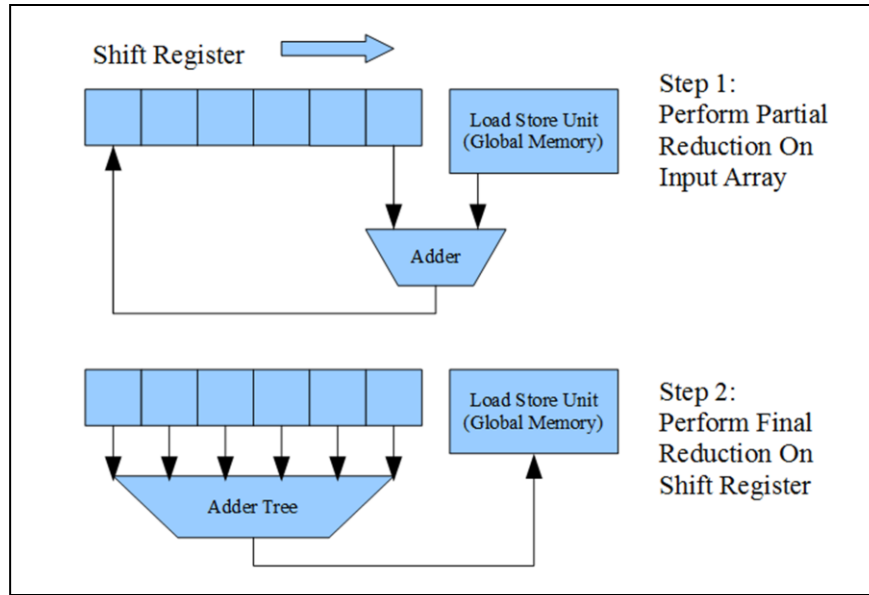 Shift Register
Load Store Unit
(Global Memory)
Step 1:
Perform Partial
Reduction On
Input Array
Adder
Load Store Unit
(Global Memory)
Step 2:
Perform Final
Reduction On
Shift Register
Adder Tree